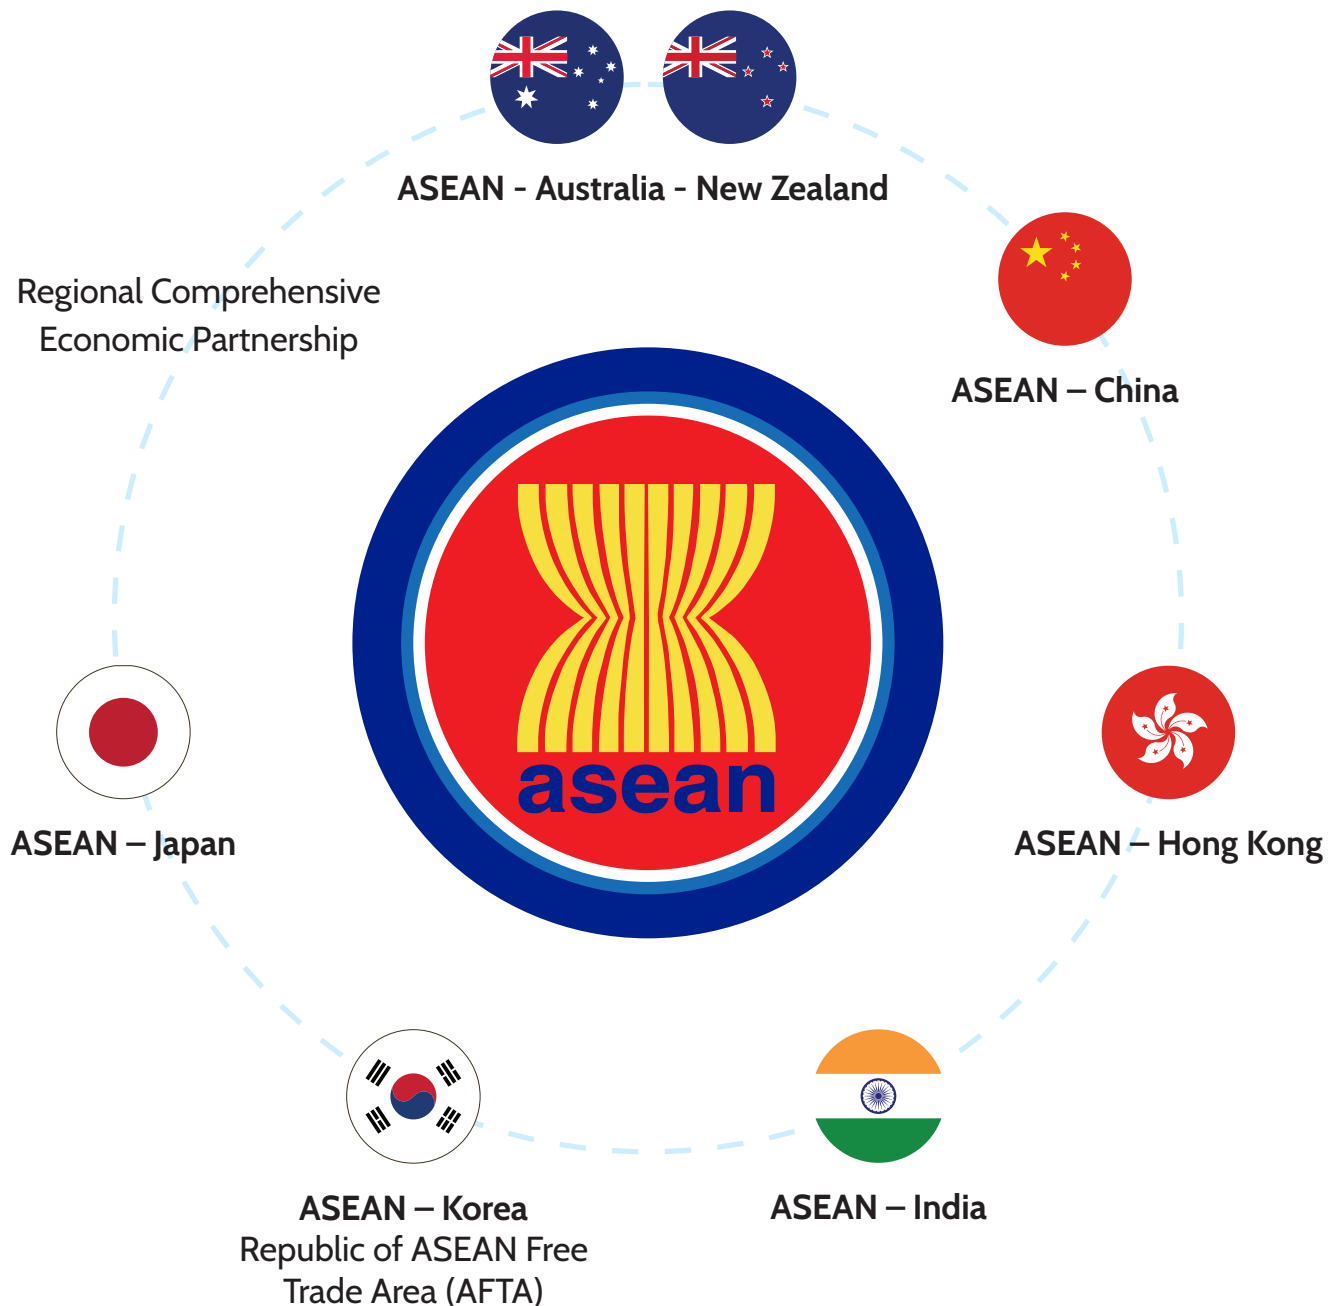 ASEAN - Australia - New Zealand
Regional Comprehensive
Economic Partnership
ASEAN – China
asean
ASEAN – Japan
ASEAN – Hong Kong
ASEAN – Korea
Republic of ASEAN Free
Trade Area (AFTA)
ASEAN – India